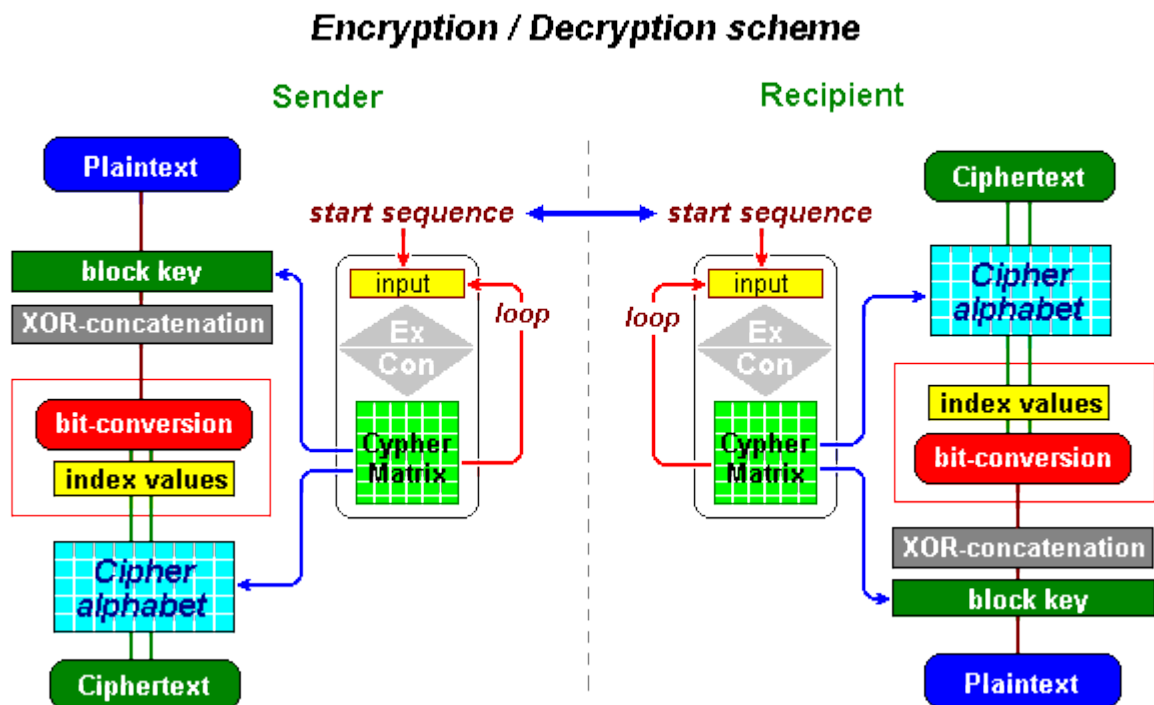 Encryption / Decryption scheme
Sender
Recipient
Plaintext
start sequence
block key
XOR-concatenation
input
loop
Ex
Con
bit-conversion
index values
Cypher
Matrix
Cipher
alphabet
Ciphertext
start sequence
input
loop
Ex
Con
Cypher
Matrix
Ciphertext
Cipher
alphabet
index values
bit-conversion
XOR-concatenation
block key
Plaintext